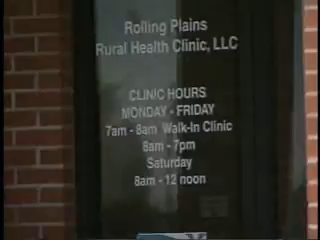 Rolling Plains
Rural Health Clinic, LLC
CLINIC HOURS
MONDAY - FRIDAY
7am - 8am Walk-In Clinic
8am - 7pm
Saturday
8am - 12 noon